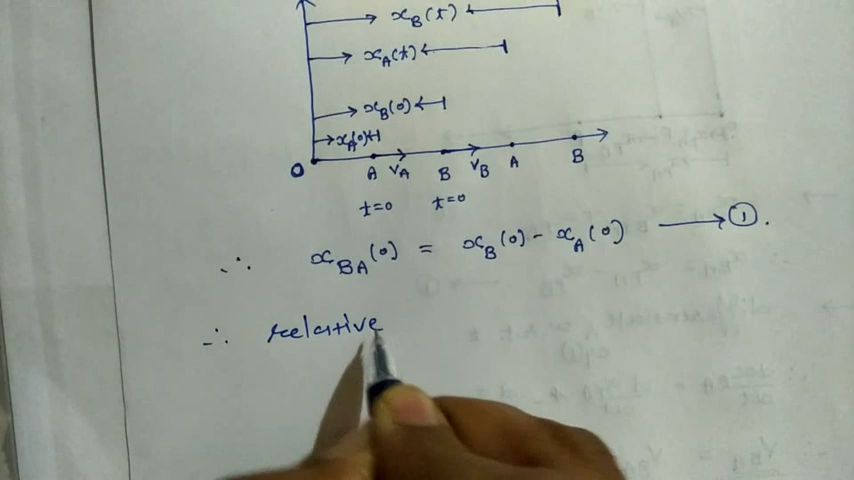 x_B(t)
x_A(t)
x_B(0)
x_A(0)
O A V_A B V_B A B
t=0 t=0
∴ x_BA(0) = x_B(0) - x_A(0) ⟶ ①.
∴ relative